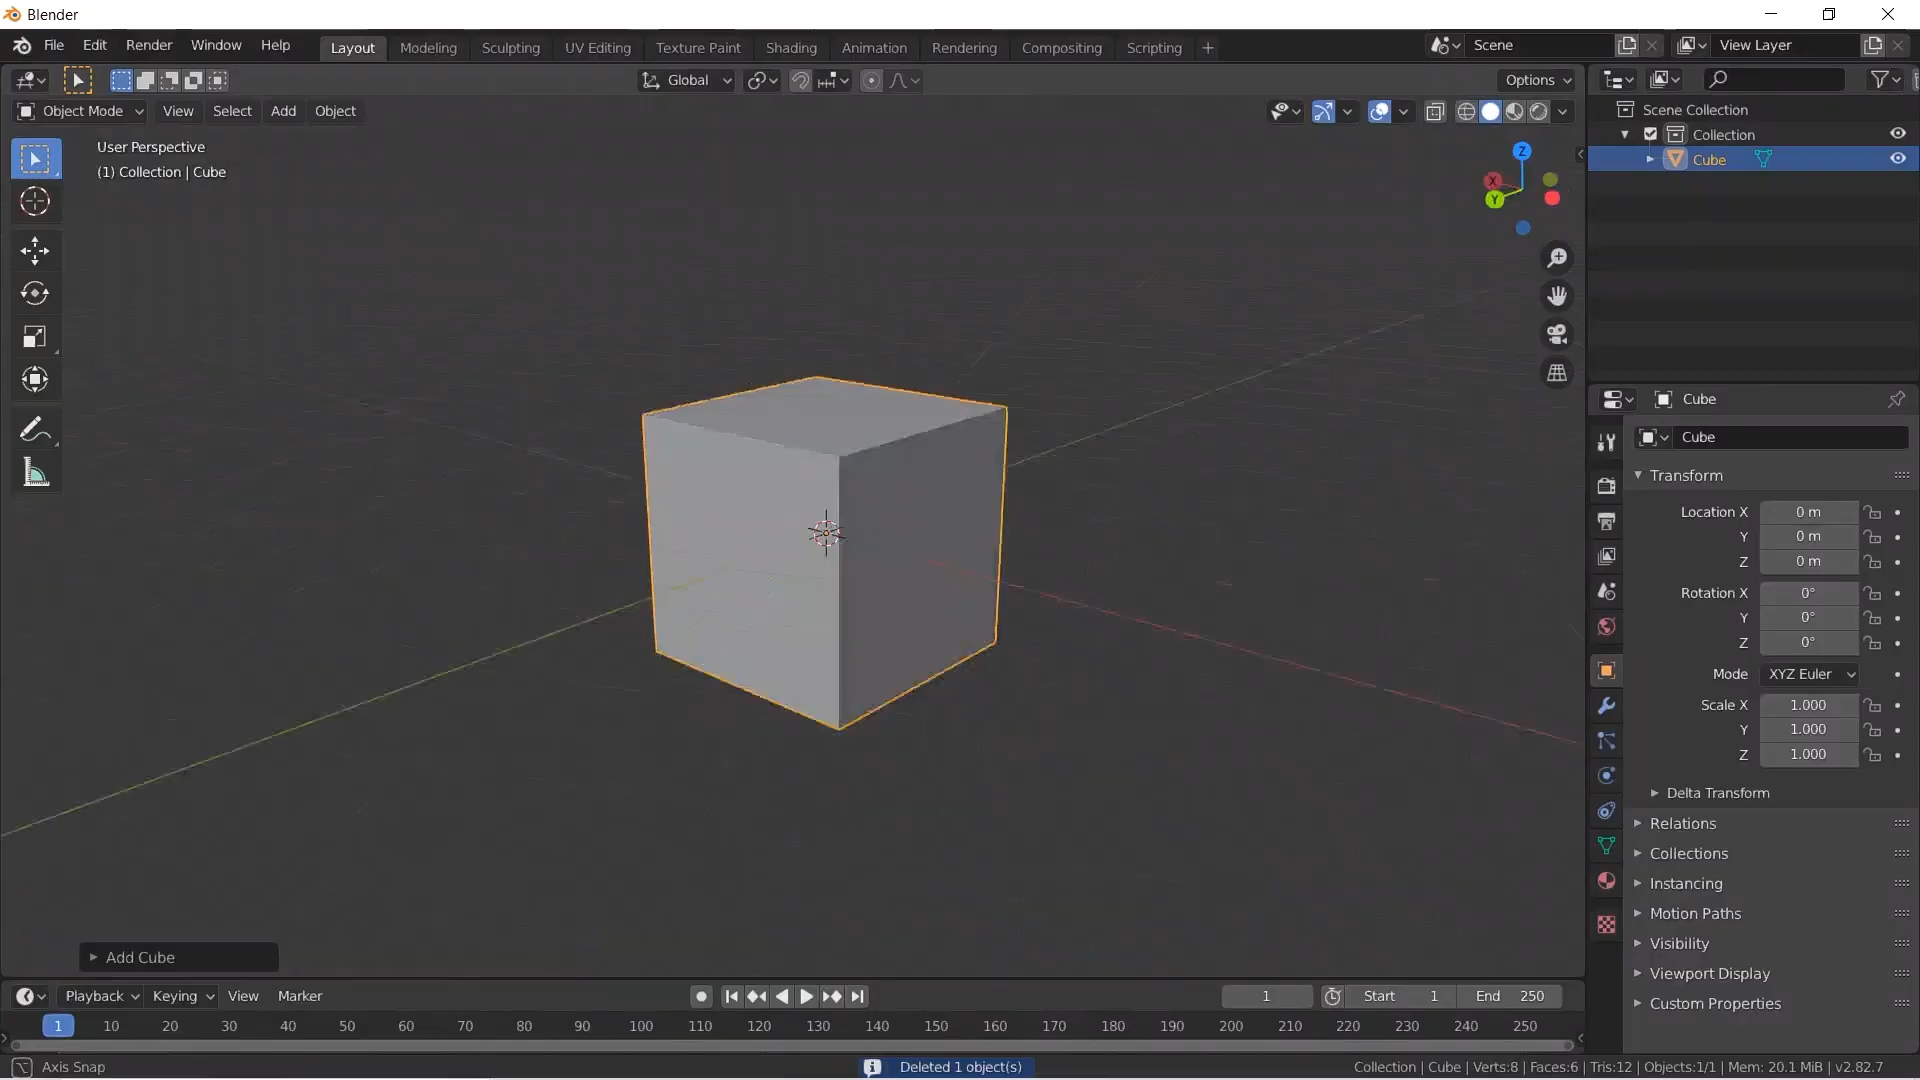 Blender
File Edit Render Window Help Layout Modeling Sculpting UV Editing Texture Paint Shading Animation Rendering Compositing Scripting + Scene View Layer
Global Options
Object Mode View Select Add Object
User Perspective
(1) Collection | Cube
Z
X
Y
Scene Collection
Collection
Cube
Cube
Cube
Transform
Location X 0 m
Y 0 m
Z 0 m
Rotation X 0°
Y 0°
Z 0°
Mode XYZ Euler
Scale X 1.000
Y 1.000
Z 1.000
Delta Transform
Relations
Collections
Instancing
Motion Paths
Visibility
Viewport Display
Custom Properties
Add Cube
Playback Keying View Marker 1 Start 1 End 250
1 10 20 30 40 50 60 70 80 90 100 110 120 130 140 150 160 170 180 190 200 210 220 230 240 250
Axis Snap Deleted 1 object(s) Collection | Cube | Verts:8 | Faces:6 | Tris:12 | Objects:1/1 | Mem: 20.1 MiB | v2.82.7